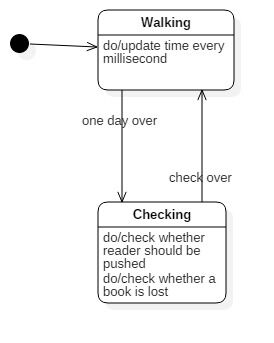 Walking
do/update time every
millisecond
one day over
check over
Checking
do/check whether
reader should be
pushed
do/check whether a
book is lost